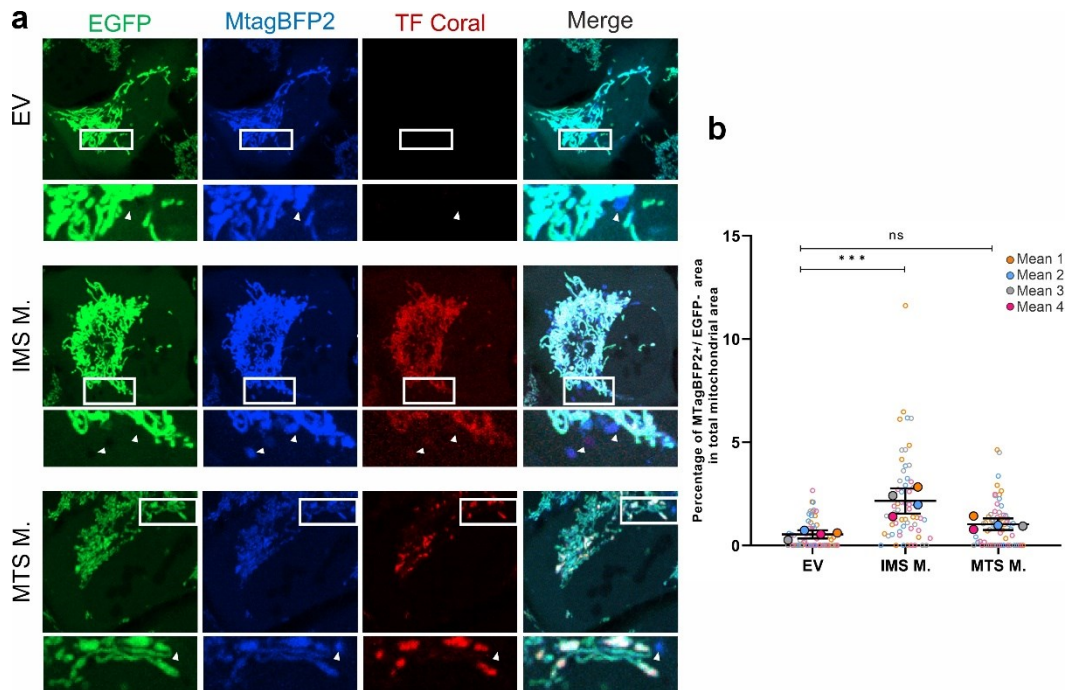 a
EGFP MtagBFP2 TF Coral Merge
EV
IMS M.
MTS M.
b
Percentage of MTagBFP2+/ EGFP- area
in total mitochondrial area
15
10
5
0
ns
***
Mean 1
Mean 2
Mean 3
Mean 4
EV IMS M. MTS M.